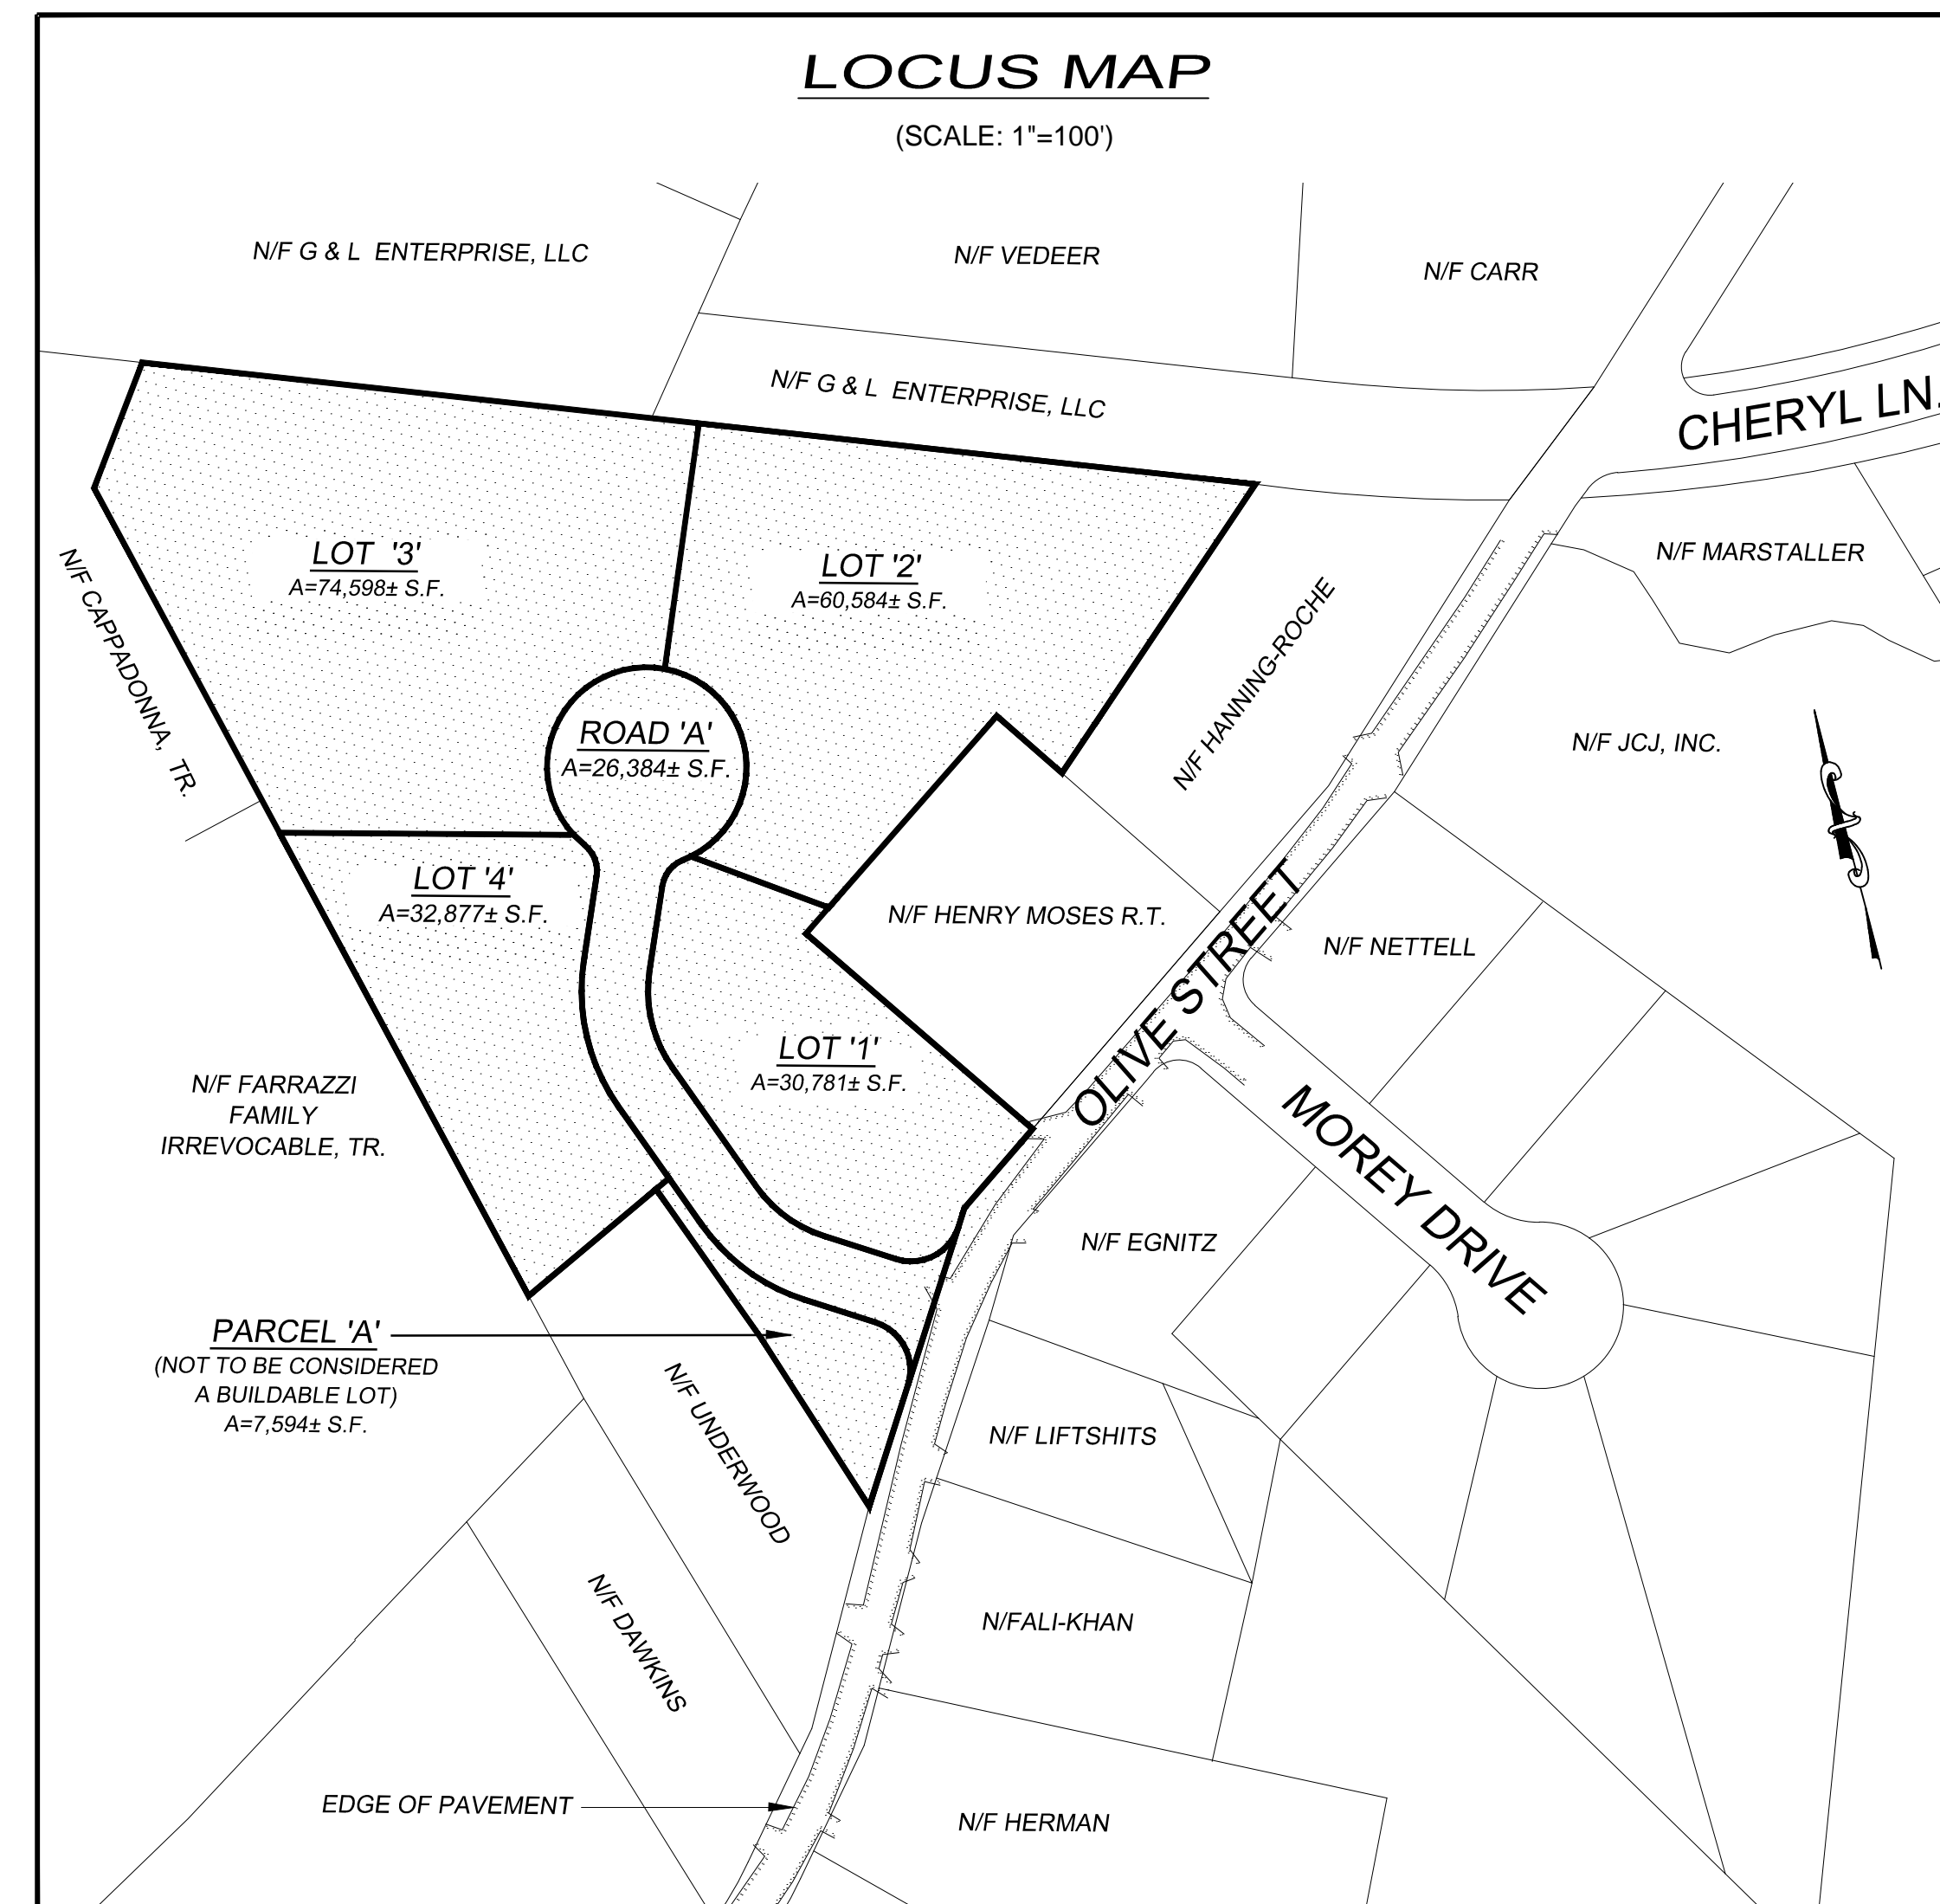 LOCUS MAP
(SCALE: 1"=100')
N/F G & L ENTERPRISE, LLC
N/F VEDEER
N/F CARR
N/F G & L ENTERPRISE, LLC
CHERYL LN.
LOT '3'
A=74,598± S.F.
LOT '2'
A=60,584± S.F.
N/F MARSTALLER
N/F CAPPADONNA, TR.
N/F HANNING-ROCHE
ROAD 'A'
A=26,384± S.F.
N/F JCJ, INC.
LOT '4'
A=32,877± S.F.
N/F HENRY MOSES R.T.
N/F NETTELL
OLIVE STREET
LOT '1'
A=30,781± S.F.
N/F FARRAZZI
FAMILY
IRREVOCABLE, TR.
MOREY DRIVE
N/F EGNITZ
PARCEL 'A'
(NOT TO BE CONSIDERED
A BUILDABLE LOT)
A=7,594± S.F.
N/F UNDERWOOD
N/F LIFTSHITS
N/F DAWKINS
N/FALI-KHAN
EDGE OF PAVEMENT
N/F HERMAN